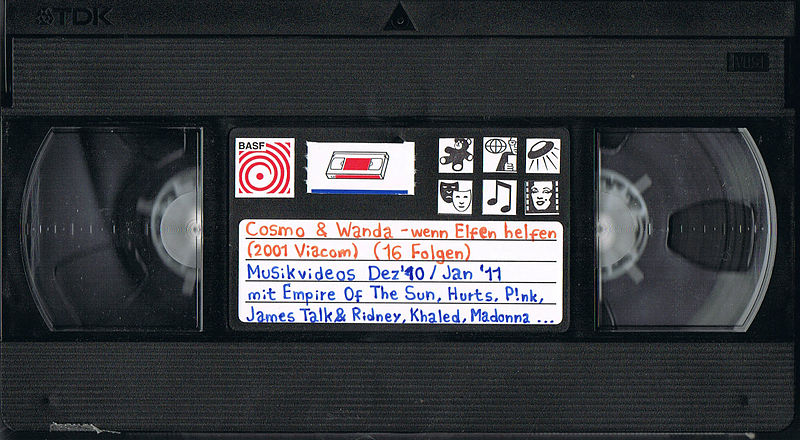 TDK
VHS
BASF
Cosmo & Wanda - wenn Elfen helfen
(2001 Viacom) (16 Folgen)
Musikvideos Dez'10 / Jan '11
mit Empire Of The Sun, Hurts, P!nk,
James Talk & Ridney, Khaled, Madonna ...